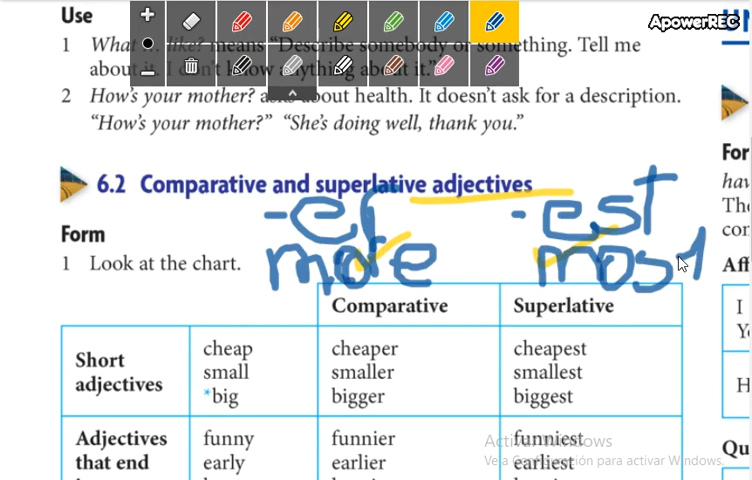 ApowerREC
Use
1 What ... like? means "Describe somebody or something. Tell me
about it. I don't know anything about it."
2 How's your mother? asks about health. It doesn't ask for a description.
"How's your mother?" "She's doing well, thank you."
6.2 Comparative and superlative adjectives
-er -est
more most
Form
1 Look at the chart.
Comparative Superlative
Short adjectives
cheap cheaper cheapest
small smaller smallest
*big bigger biggest
Adjectives that end
funny funnier funniest
early earlier earliest
Activar Windows
Ve a Configuración para activar Windows.
For
hav
The
con
Aff
I
H
Qu